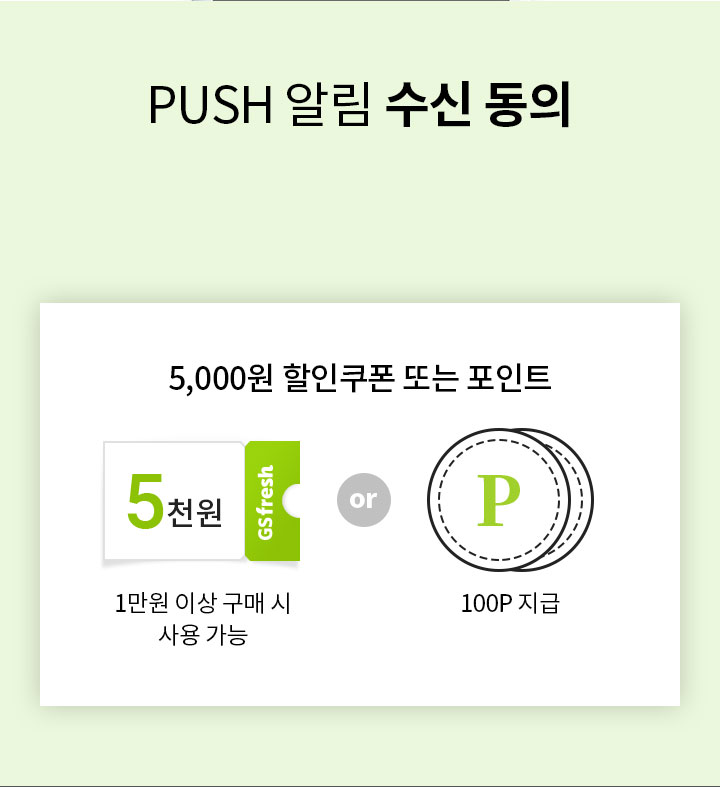 PUSH 알림 수신 동의
5,000원 할인쿠폰 또는 포인트
5천원
GSfresh
or
P
1만원 이상 구매 시
사용 가능
100P 지급